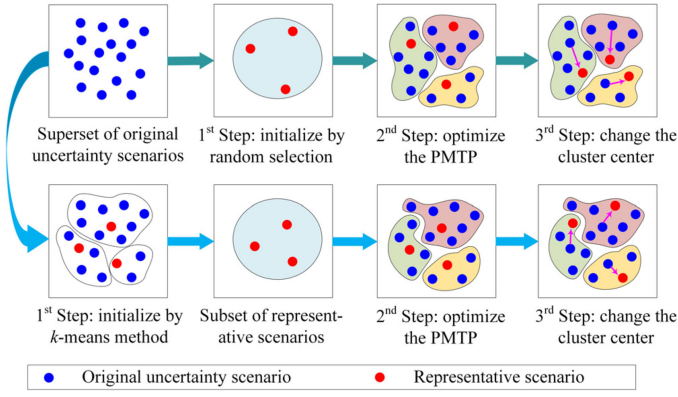 Superset of original
uncertainty scenarios
1st Step: initialize by
random selection
2nd Step: optimize
the PMTP
3rd Step: change the
cluster center
1st Step: initialize by
k-means method
Subset of represent-
ative scenarios
2nd Step: optimize
the PMTP
3rd Step: change the
cluster center
Original uncertainty scenario
Representative scenario